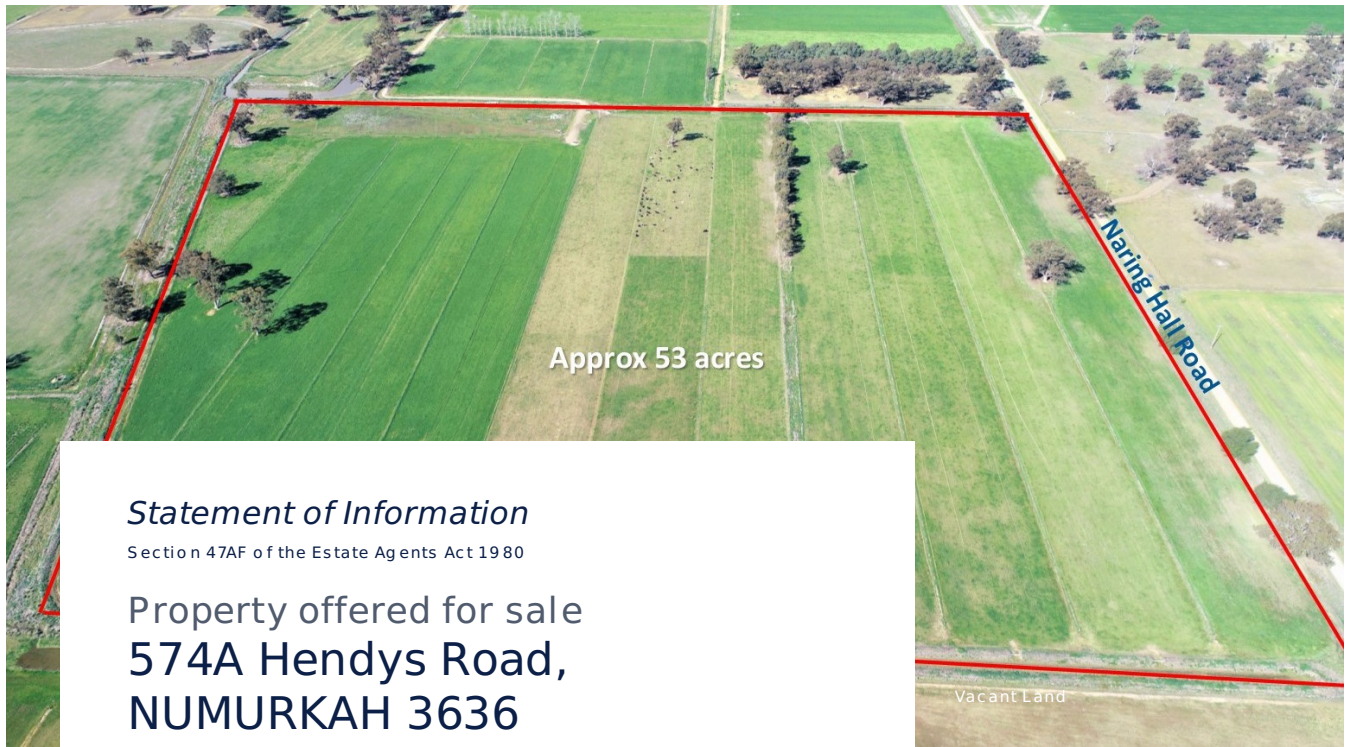 Naring Hall Road
Approx 53 acres
Statement of Information
Section 47AF of the Estate Agents Act 1980
Property offered for sale
574A Hendys Road,
NUMURKAH 3636
Vacant Land